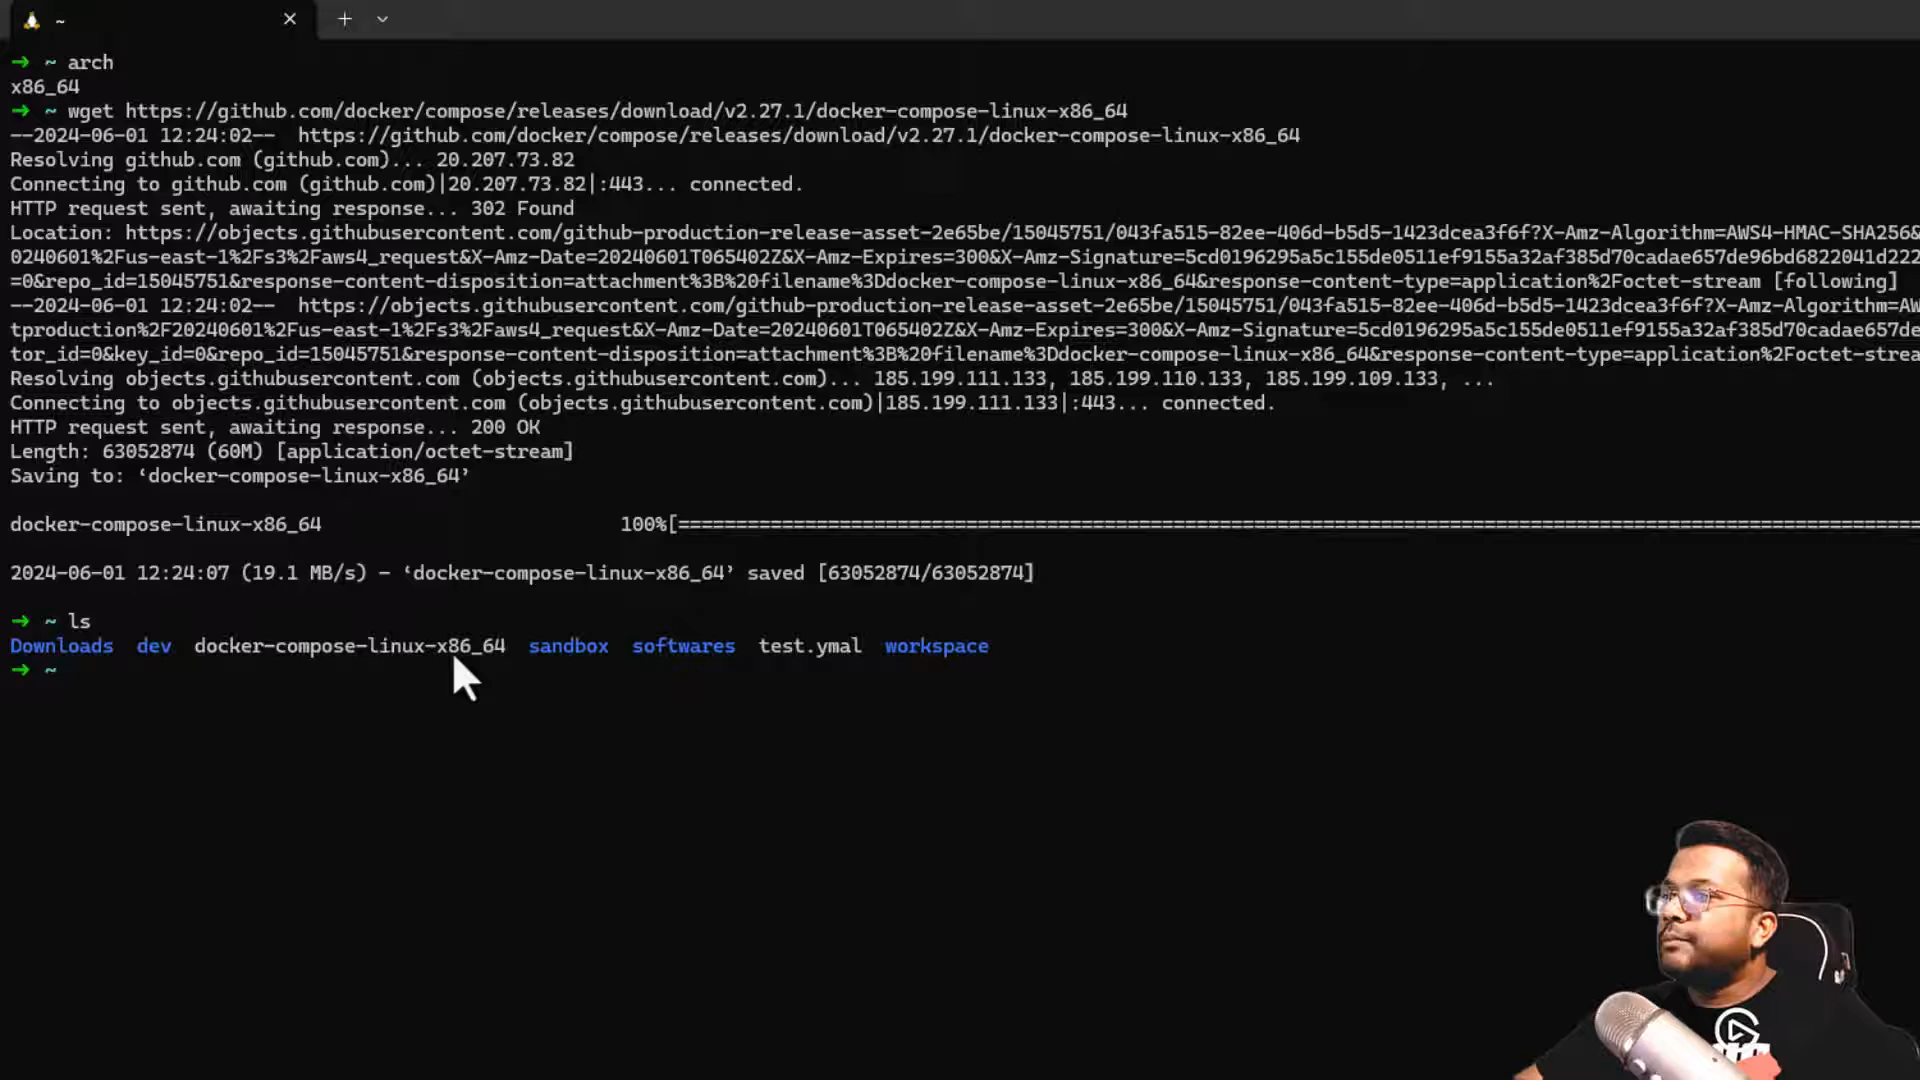 ~
→ ~ arch
x86_64
→ ~ wget https://github.com/docker/compose/releases/download/v2.27.1/docker-compose-linux-x86_64
--2024-06-01 12:24:02--  https://github.com/docker/compose/releases/download/v2.27.1/docker-compose-linux-x86_64
Resolving github.com (github.com)... 20.207.73.82
Connecting to github.com (github.com)|20.207.73.82|:443... connected.
HTTP request sent, awaiting response... 302 Found
Location: https://objects.githubusercontent.com/github-production-release-asset-2e65be/15045751/043fa515-82ee-406d-b5d5-1423dcea3f6f?X-Amz-Algorithm=AWS4-HMAC-SHA256&
0240601%2Fus-east-1%2Fs3%2Faws4_request&X-Amz-Date=20240601T065402Z&X-Amz-Expires=300&X-Amz-Signature=5cd0196295a5c155de0511ef9155a32af385d70cadae657de96bd6822041d222
=0&repo_id=15045751&response-content-disposition=attachment%3B%20filename%3Ddocker-compose-linux-x86_64&response-content-type=application%2Foctet-stream [following]
--2024-06-01 12:24:02--  https://objects.githubusercontent.com/github-production-release-asset-2e65be/15045751/043fa515-82ee-406d-b5d5-1423dcea3f6f?X-Amz-Algorithm=AW
tproduction%2F20240601%2Fus-east-1%2Fs3%2Faws4_request&X-Amz-Date=20240601T065402Z&X-Amz-Expires=300&X-Amz-Signature=5cd0196295a5c155de0511ef9155a32af385d70cadae657de
tor_id=0&key_id=0&repo_id=15045751&response-content-disposition=attachment%3B%20filename%3Ddocker-compose-linux-x86_64&response-content-type=application%2Foctet-strea
Resolving objects.githubusercontent.com (objects.githubusercontent.com)... 185.199.111.133, 185.199.110.133, 185.199.109.133, ...
Connecting to objects.githubusercontent.com (objects.githubusercontent.com)|185.199.111.133|:443... connected.
HTTP request sent, awaiting response... 200 OK
Length: 63052874 (60M) [application/octet-stream]
Saving to: ‘docker-compose-linux-x86_64’
docker-compose-linux-x86_64 100%[==========================================================================================================
2024-06-01 12:24:07 (19.1 MB/s) - ‘docker-compose-linux-x86_64’ saved [63052874/63052874]
→ ~ ls
Downloads dev docker-compose-linux-x86_64 sandbox softwares test.ymal workspace
→ ~